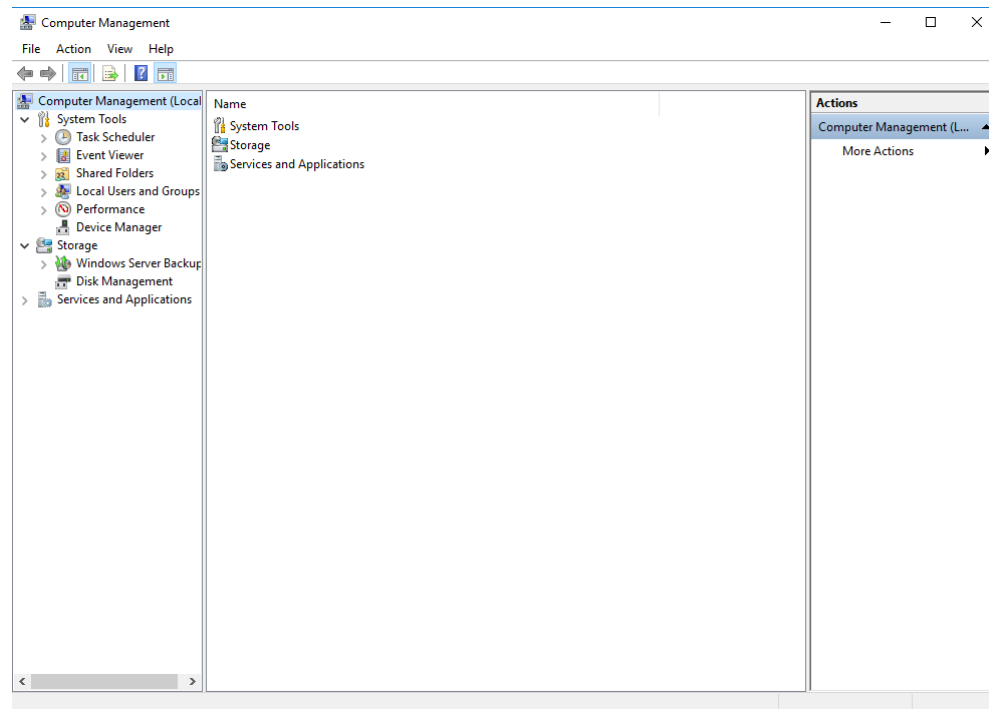 Computer Management
File Action View Help
Computer Management (Local
System Tools
Task Scheduler
Event Viewer
Shared Folders
Local Users and Groups
Performance
Device Manager
Storage
Windows Server Backup
Disk Management
Services and Applications
Name
System Tools
Storage
Services and Applications
Actions
Computer Management (L...
More Actions